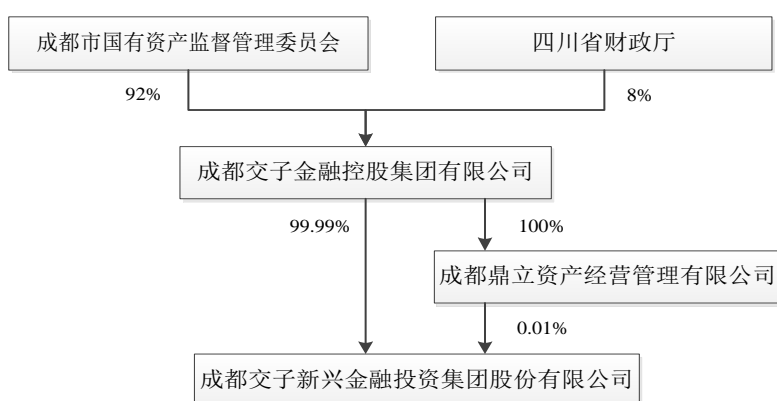 成都市国有资产监督管理委员会
四川省财政厅
92%
8%
成都交子金融控股集团有限公司
99.99%
100%
成都鼎立资产经营管理有限公司
0.01%
成都交子新兴金融投资集团股份有限公司